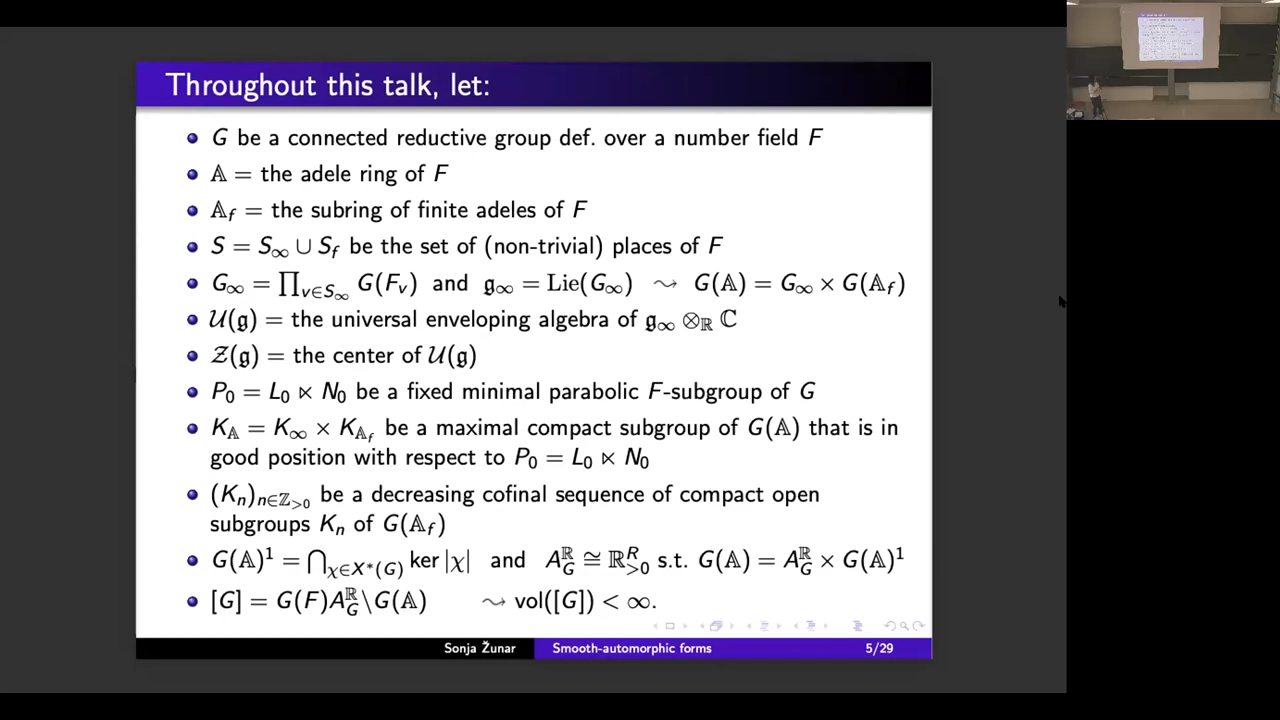 Throughout this talk, let:
G be a connected reductive group def. over a number field F
𝔸 = the adele ring of F
𝔸_f = the subring of finite adeles of F
S = S_∞ ∪ S_f be the set of (non-trivial) places of F
G_∞ = ∏_{v∈S_∞} G(F_v) and 𝔤_∞ = Lie(G_∞) ⇝ G(𝔸) = G_∞ × G(𝔸_f)
𝒰(𝔤) = the universal enveloping algebra of 𝔤_∞ ⊗_ℝ ℂ
𝒵(𝔤) = the center of 𝒰(𝔤)
P_0 = L_0 ⋉ N_0 be a fixed minimal parabolic F-subgroup of G
K_𝔸 = K_∞ × K_{𝔸_f} be a maximal compact subgroup of G(𝔸) that is in
good position with respect to P_0 = L_0 ⋉ N_0
(K_n)_{n∈ℤ_{>0}} be a decreasing cofinal sequence of compact open
subgroups K_n of G(𝔸_f)
G(𝔸)^1 = ⋂_{χ∈X*(G)} ker |χ| and A_G^ℝ ≅ ℝ_{>0}^R s.t. G(𝔸) = A_G^ℝ × G(𝔸)^1
[G] = G(F)A_G^ℝ\G(𝔸) ⇝ vol([G]) < ∞.
Sonja Žunar Smooth-automorphic forms 5/29